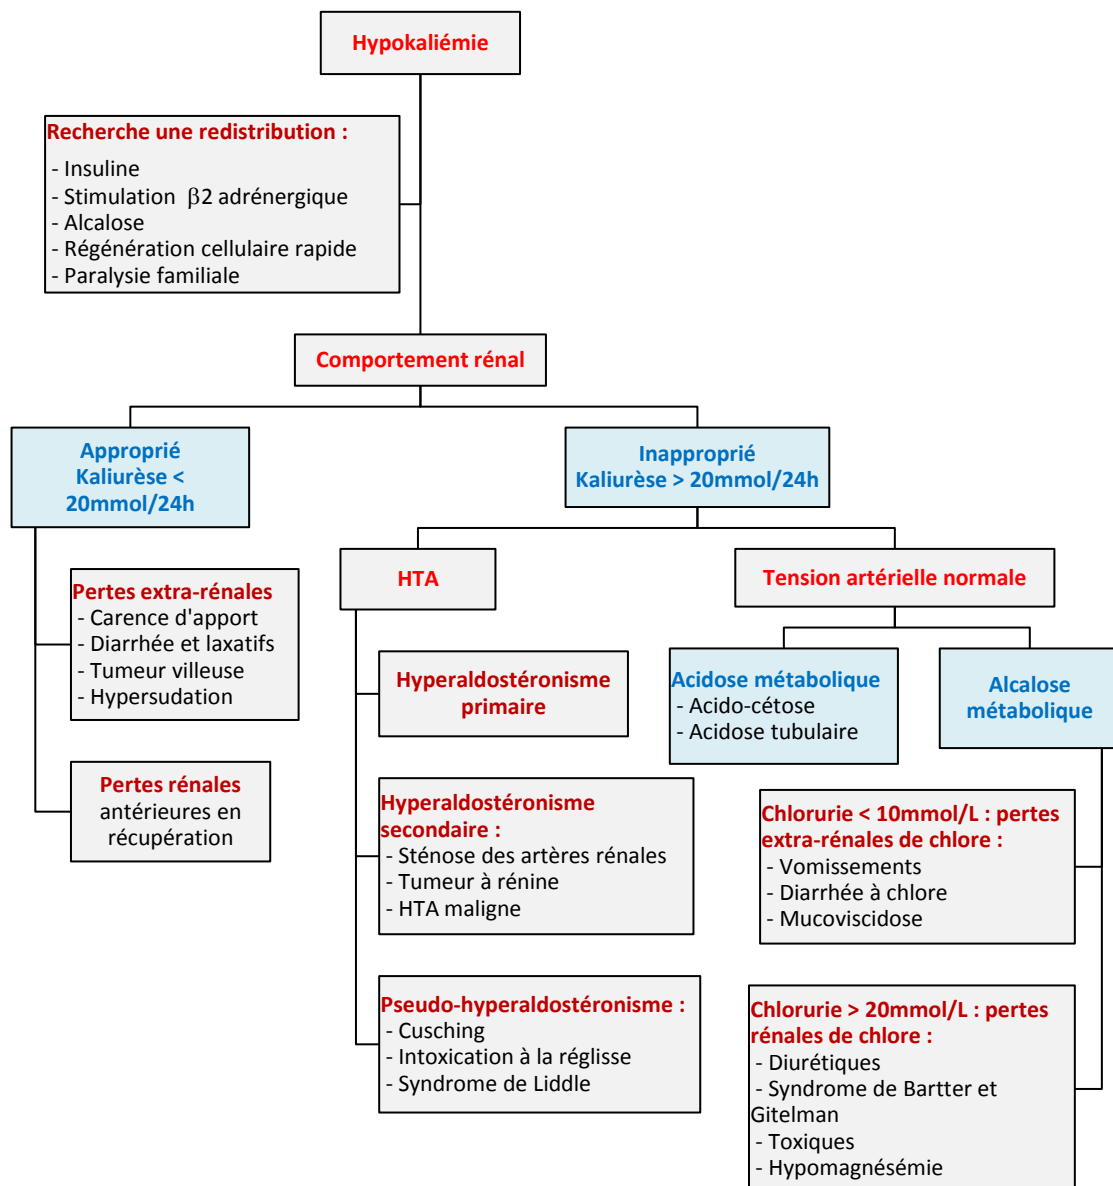 Hypokaliémie
Recherche une redistribution :
- Insuline
- Stimulation β2 adrénergique
- Alcalose
- Régénération cellulaire rapide
- Paralysie familiale
Comportement rénal
Approprié
Kaliurèse <
20mmol/24h
Inapproprié
Kaliurèse > 20mmol/24h
Pertes extra-rénales
- Carence d'apport
- Diarrhée et laxatifs
- Tumeur villeuse
- Hypersudation
Pertes rénales
antérieures en
récupération
HTA
Hyperaldostéronisme
primaire
Hyperaldostéronisme
secondaire :
- Sténose des artères rénales
- Tumeur à rénine
- HTA maligne
Pseudo-hyperaldostéronisme :
- Cusching
- Intoxication à la réglisse
- Syndrome de Liddle
Tension artérielle normale
Acidose métabolique
- Acido-cétose
- Acidose tubulaire
Alcalose
métabolique
Chlorurie < 10mmol/L : pertes
extra-rénales de chlore :
- Vomissements
- Diarrhée à chlore
- Mucoviscidose
Chlorurie > 20mmol/L : pertes
rénales de chlore :
- Diurétiques
- Syndrome de Bartter et
Gitelman
- Toxiques
- Hypomagnésémie